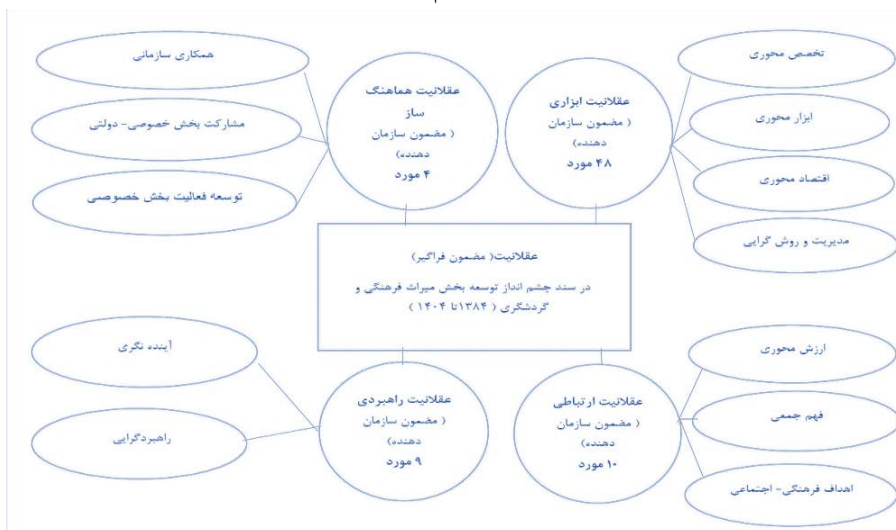 تخصص محوری
ابزار محوری
اقتصاد محوری
مدیریت و روش گرایی
عقلانیت ابزاری
( مضمون سازمان
دهنده)
۴۸ مورد
عقلانیت هماهنگ
ساز
( مضمون سازمان
دهنده)
۴ مورد
همکاری سازمانی
مشارکت بخش خصوصی- دولتی
توسعه فعالیت بخش خصوصی
عقلانیت( مضمون فراگیر)
در سند چشم انداز توسعه بخش میراث فرهنگی و
گردشگری ( ۱۳۸۴تا ۱۴۰۴ )
ارزش محوری
فهم جمعی
اهداف فرهنگی- اجتماعی
عقلانیت ارتباطی
( مضمون سازمان
دهنده)
۱۰ مورد
عقلانیت راهبردی
( مضمون سازمان
دهنده)
۹ مورد
آینده نگری
راهبردگرایی